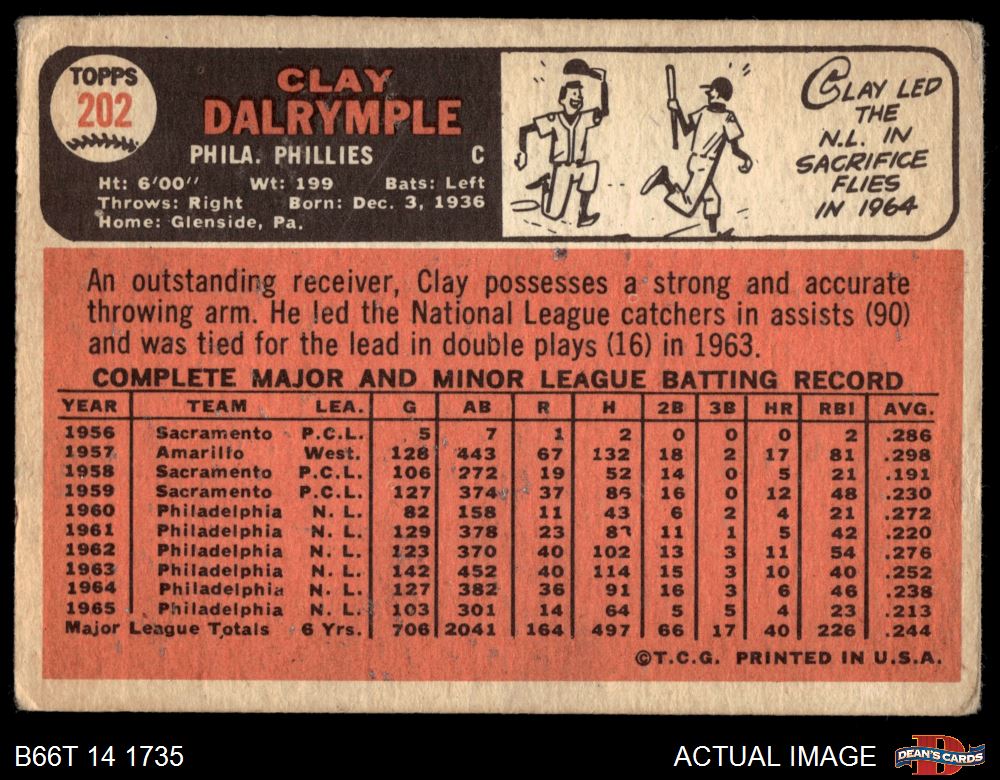 TOPPS
202
CLAY
DALRYMPLE
PHILA. PHILLIES C
Ht: 6'00" Wt: 199 Bats: Left
Throws: Right Born: Dec. 3, 1936
Home: Glenside, Pa.
CLAY LED
THE
N.L. IN
SACRIFICE
FLIES
IN 1964
An outstanding receiver, Clay possesses a strong and accurate
throwing arm. He led the National League catchers in assists (90)
and was tied for the lead in double plays (16) in 1963.
COMPLETE MAJOR AND MINOR LEAGUE BATTING RECORD
YEAR TEAM LEA. G AB R H 2B 3B HR RBI AVG.
1956 Sacramento P.C.L. 5 7 1 2 0 0 0 2 .286
1957 Amarillo West. 128 443 67 132 18 2 17 81 .298
1958 Sacramento P.C.L. 106 272 19 52 14 0 5 21 .191
1959 Sacramento P.C.L. 127 374 37 86 16 0 12 48 .230
1960 Philadelphia N. L. 82 158 11 43 6 2 4 21 .272
1961 Philadelphia N. L. 129 378 23 83 11 1 5 42 .220
1962 Philadelphia N. L. 123 370 40 102 13 3 11 54 .276
1963 Philadelphia N. L. 142 452 40 114 15 3 10 40 .252
1964 Philadelphia N. L. 127 382 36 91 16 3 6 46 .238
1965 Philadelphia N. L. 103 301 14 64 5 5 4 23 .213
Major League Totals 6 Yrs. 706 2041 164 497 66 17 40 226 .244
©T.C.G. PRINTED IN U.S.A.
B66T 14 1735
ACTUAL IMAGE
DEAN'S CARDS